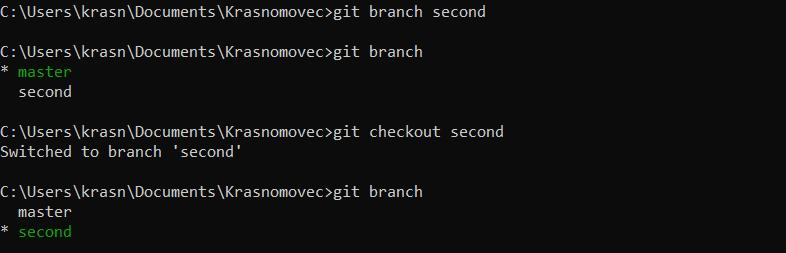 C:\Users\krasn\Documents\Krasnomovec>git branch second
C:\Users\krasn\Documents\Krasnomovec>git branch
* master
  second
C:\Users\krasn\Documents\Krasnomovec>git checkout second
Switched to branch 'second'
C:\Users\krasn\Documents\Krasnomovec>git branch
  master
* second